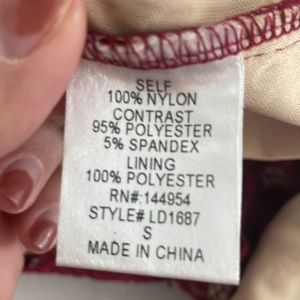 SELF
100% NYLON
CONTRAST
95% POLYESTER
5% SPANDEX
LINING
100% POLYESTER
RN#: 144954
STYLE# LD1687
S
MADE IN CHINA